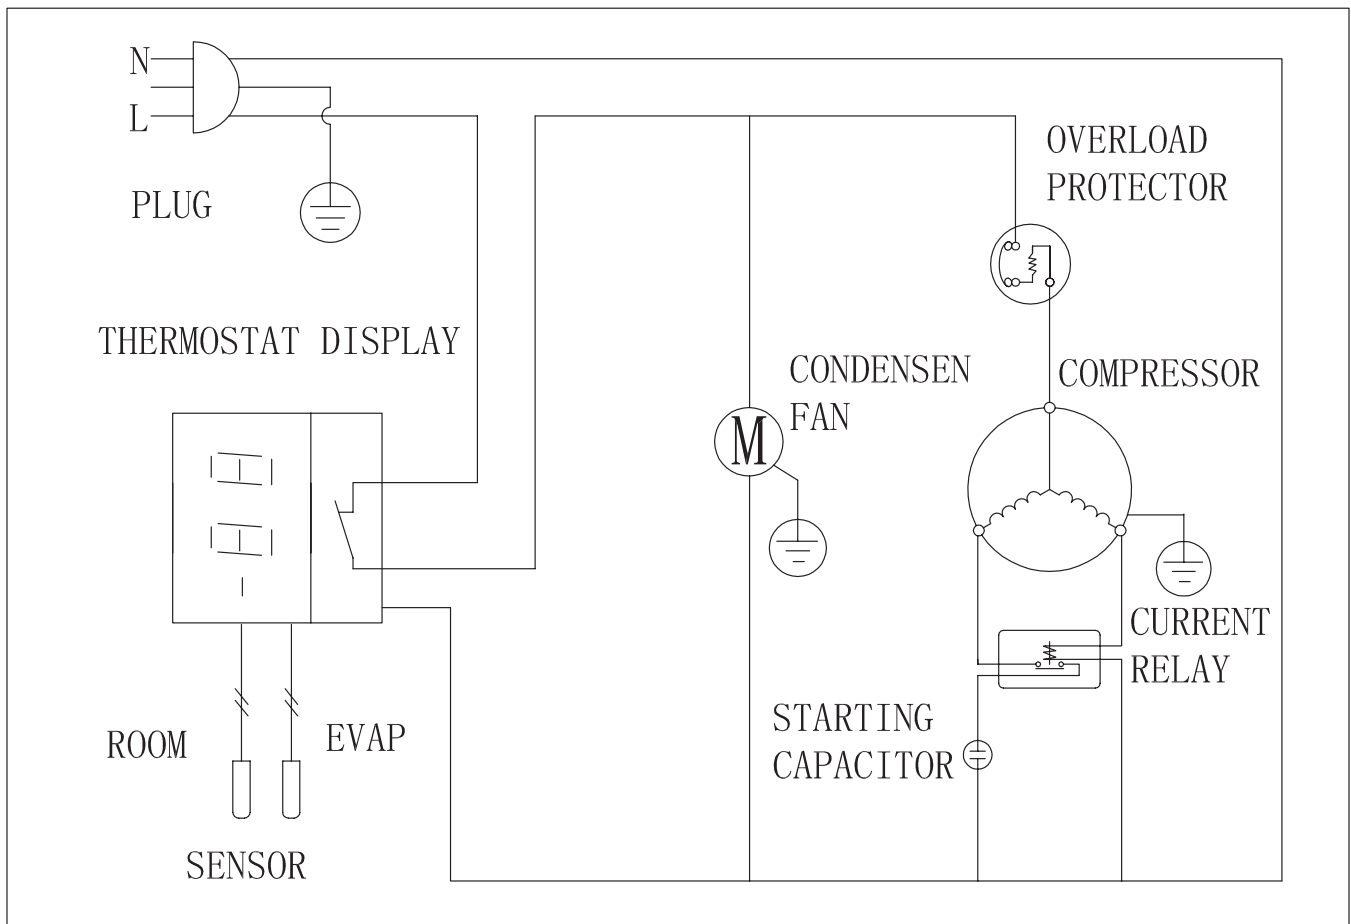 N
L
PLUG
OVERLOAD
PROTECTOR
THERMOSTAT DISPLAY
CONDENSEN
FAN
COMPRESSOR
M
CURRENT
RELAY
STARTING
CAPACITOR
ROOM
EVAP
SENSOR